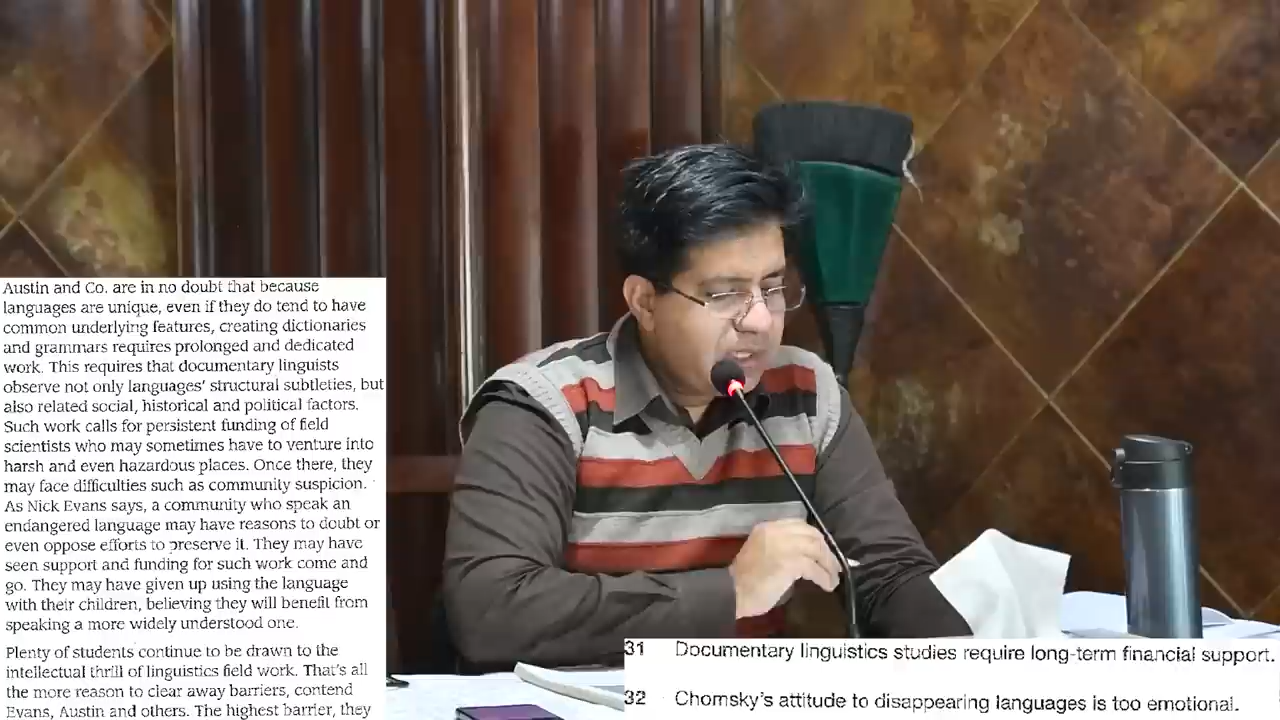 Austin and Co. are in no doubt that because
languages are unique, even if they do tend to have
common underlying features, creating dictionaries
and grammars requires prolonged and dedicated
work. This requires that documentary linguists
observe not only languages' structural subtleties, but
also related social, historical and political factors.
Such work calls for persistent funding of field
scientists who may sometimes have to venture into
harsh and even hazardous places. Once there, they
may face difficulties such as community suspicion.
As Nick Evans says, a community who speak an
endangered language may have reasons to doubt or
even oppose efforts to preserve it. They may have
seen support and funding for such work come and
go. They may have given up using the language
with their children, believing they will benefit from
speaking a more widely understood one.
Plenty of students continue to be drawn to the
intellectual thrill of linguistics field work. That's all
the more reason to clear away barriers, contend
Evans, Austin and others. The highest barrier, they
31 Documentary linguistics studies require long-term financial support.
32 Chomsky's attitude to disappearing languages is too emotional.